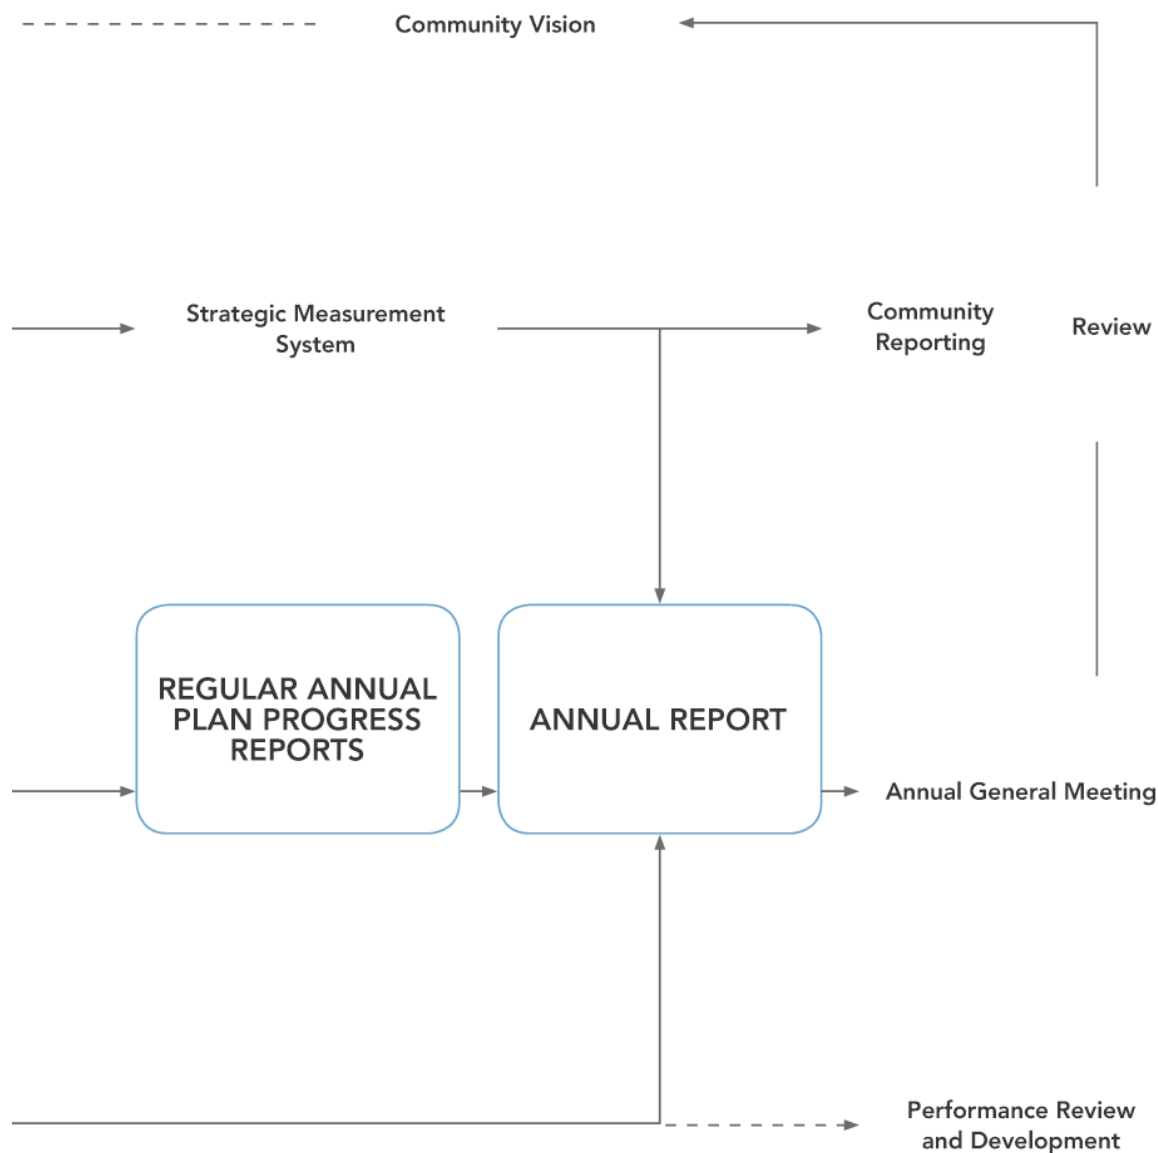 Community Vision
Strategic Measurement
System
Community
Reporting
Review
REGULAR ANNUAL
PLAN PROGRESS
REPORTS
ANNUAL REPORT
Annual General Meeting
Performance Review
and Development